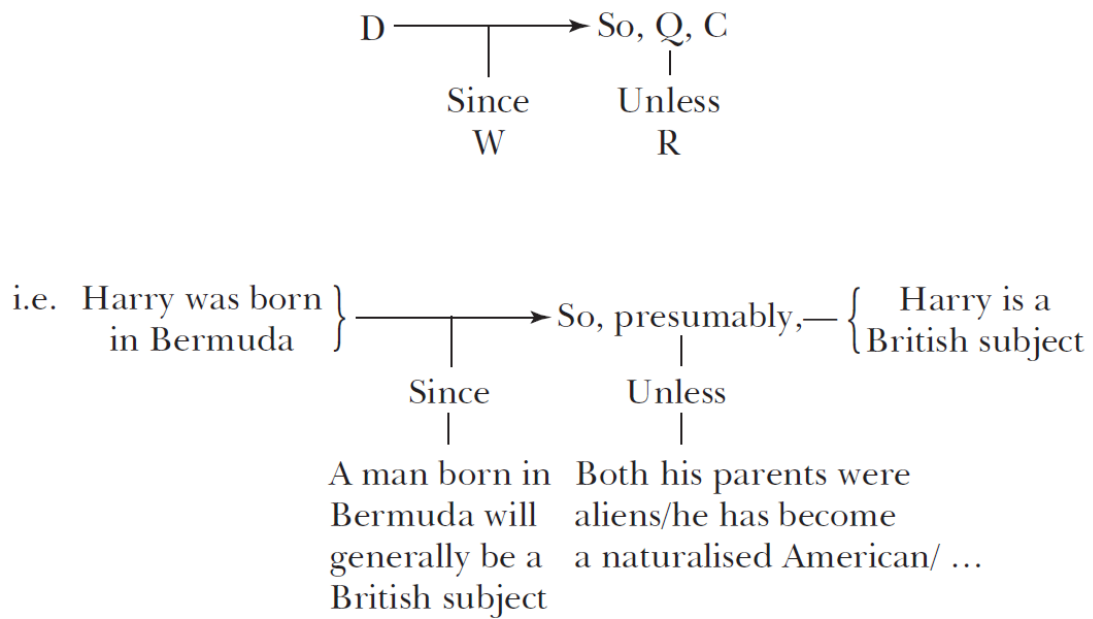 D So, Q, C
Since Unless
W R
i.e. Harry was born
in Bermuda
So, presumably,—
Harry is a
British subject
Since
Unless
A man born in
Bermuda will
generally be a
British subject
Both his parents were
aliens/he has become
a naturalised American/ …